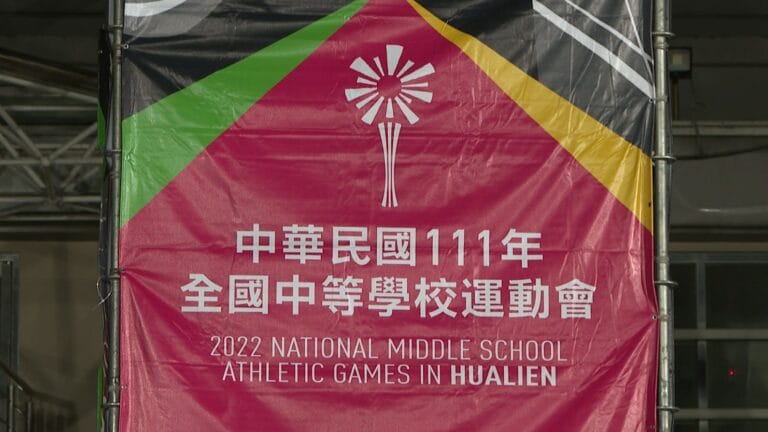 中華民國111年
全國中等學校運動會
2022 NATIONAL MIDDLE SCHOOL
ATHLETIC GAMES IN HUALIEN